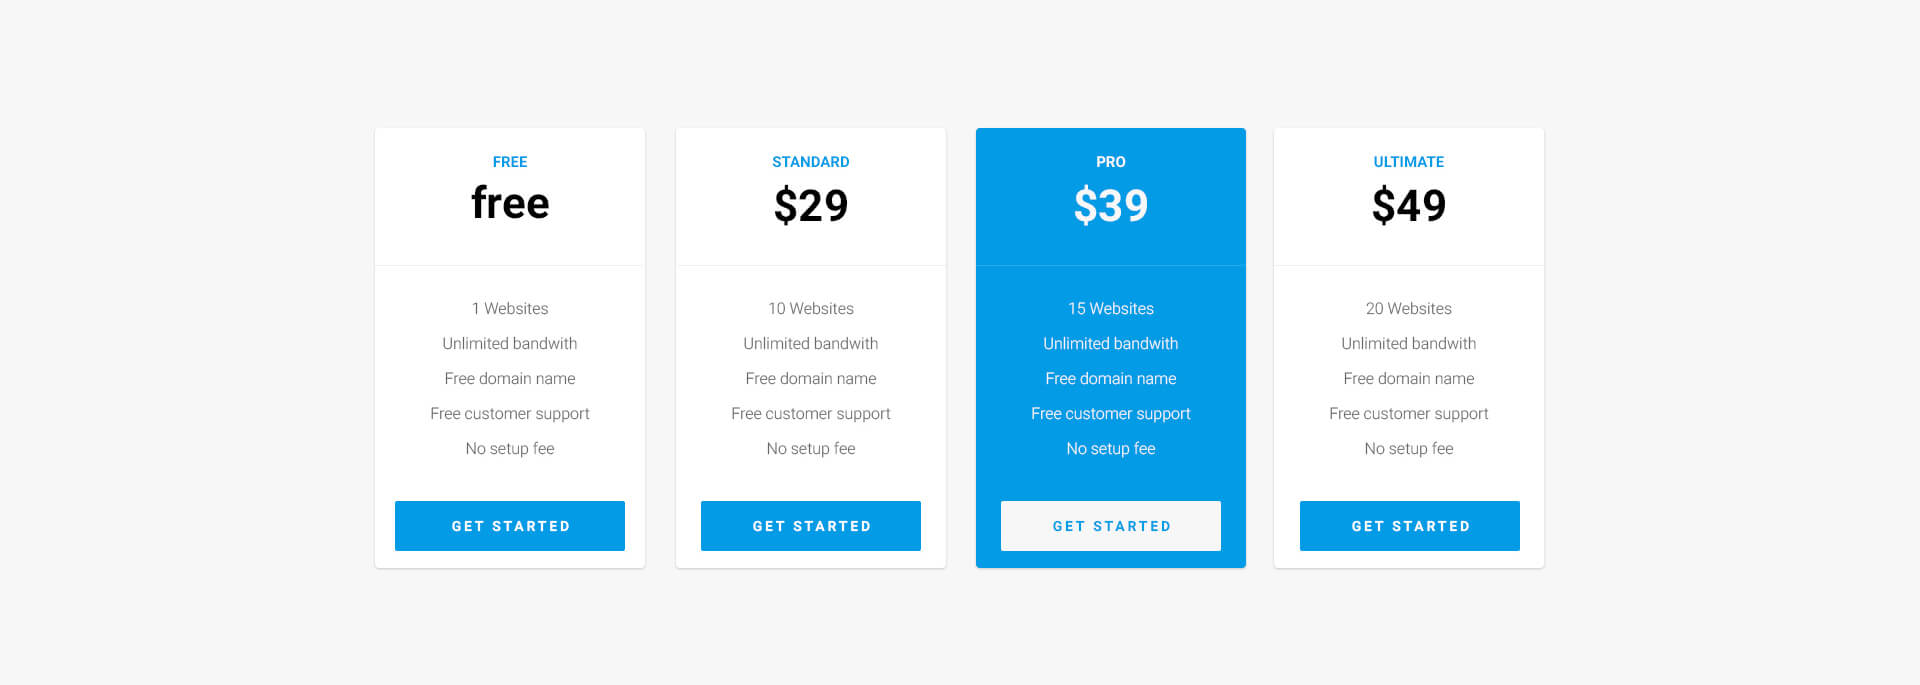 FREE
free
1 Websites
Unlimited bandwith
Free domain name
Free customer support
No setup fee
GET STARTED
STANDARD
$29
10 Websites
Unlimited bandwith
Free domain name
Free customer support
No setup fee
GET STARTED
PRO
$39
15 Websites
Unlimited bandwith
Free domain name
Free customer support
No setup fee
GET STARTED
ULTIMATE
$49
20 Websites
Unlimited bandwith
Free domain name
Free customer support
No setup fee
GET STARTED